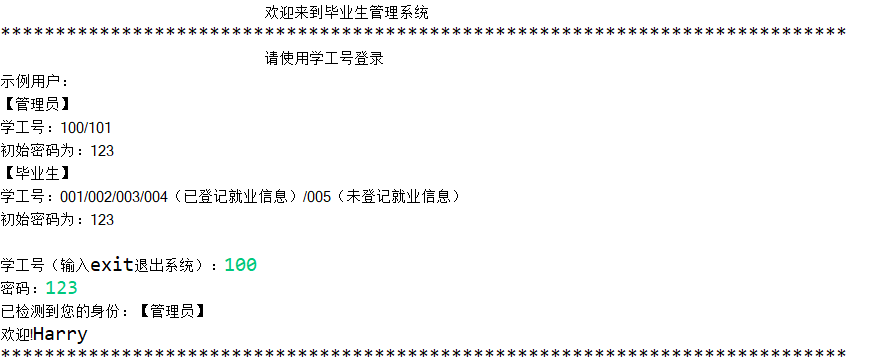 欢迎来到毕业生管理系统
*****************************************************************************
请使用学工号登录
示例用户：
【管理员】
学工号：100/101
初始密码为：123
【毕业生】
学工号：001/002/003/004（已登记就业信息）/005（未登记就业信息）
初始密码为：123
学工号（输入exit退出系统）：100
密码：123
已检测到您的身份：【管理员】
欢迎!Harry
*****************************************************************************